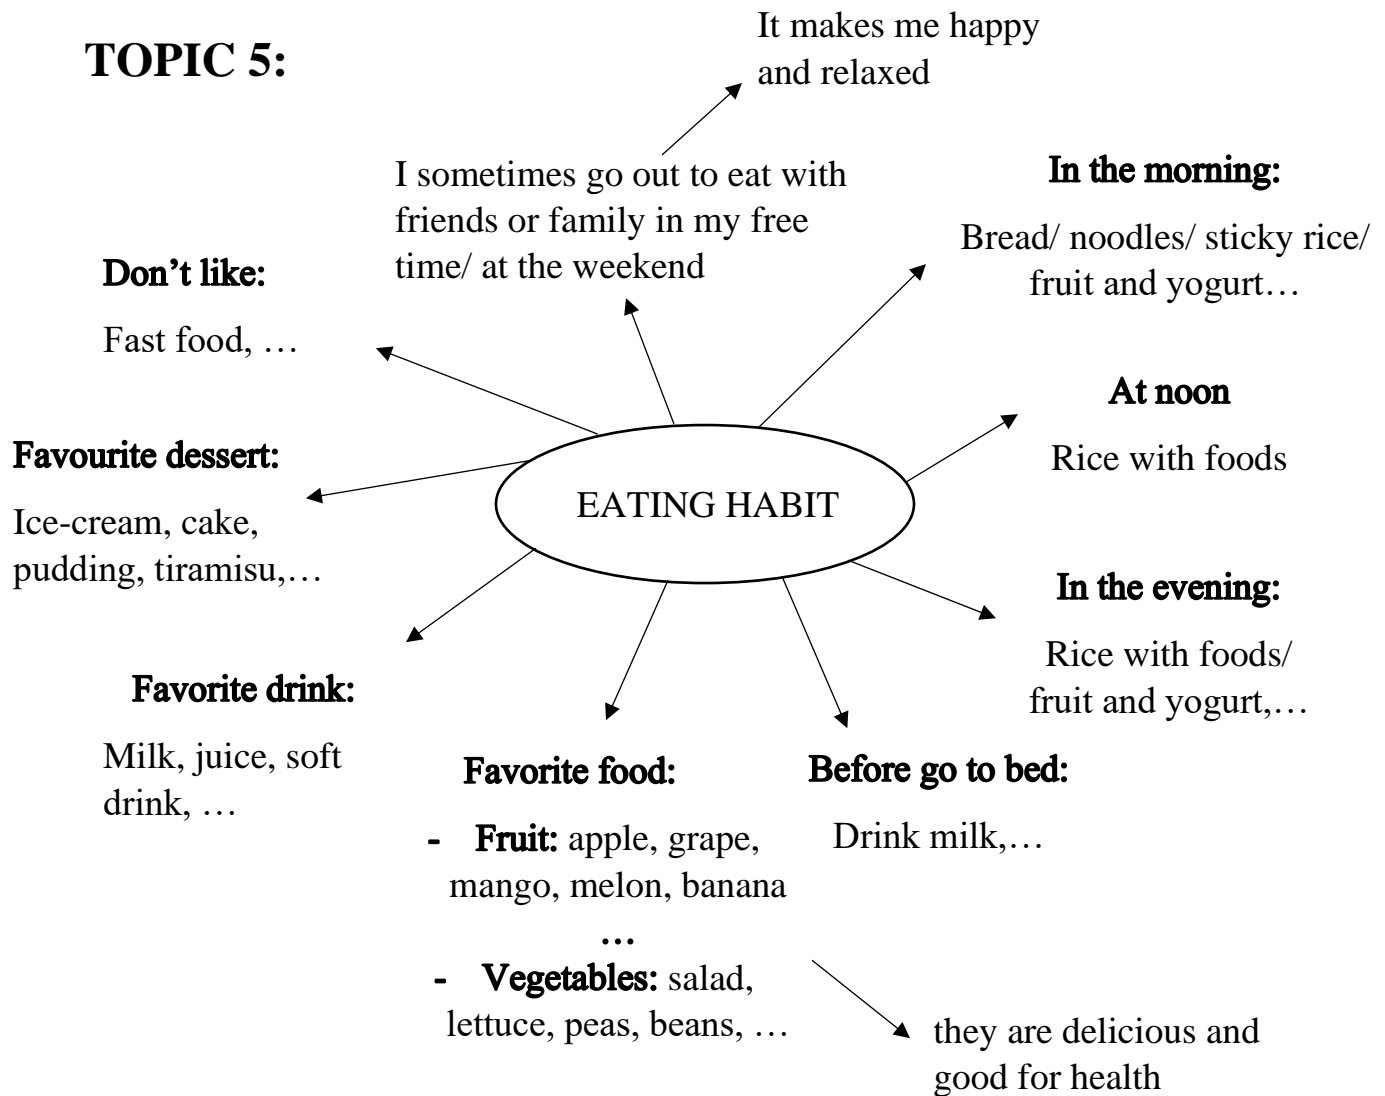 TOPIC 5:
It makes me happy
and relaxed
I sometimes go out to eat with
friends or family in my free
time/ at the weekend
In the morning:
Bread/ noodles/ sticky rice/
fruit and yogurt…
Don’t like:
Fast food, …
At noon
Rice with foods
Favourite dessert:
Ice-cream, cake,
pudding, tiramisu,…
EATING HABIT
In the evening:
Rice with foods/
fruit and yogurt,…
Favorite drink:
Milk, juice, soft
drink, …
Favorite food:
- Fruit: apple, grape,
mango, melon, banana
…
- Vegetables: salad,
lettuce, peas, beans, …
Before go to bed:
Drink milk,…
they are delicious and
good for health